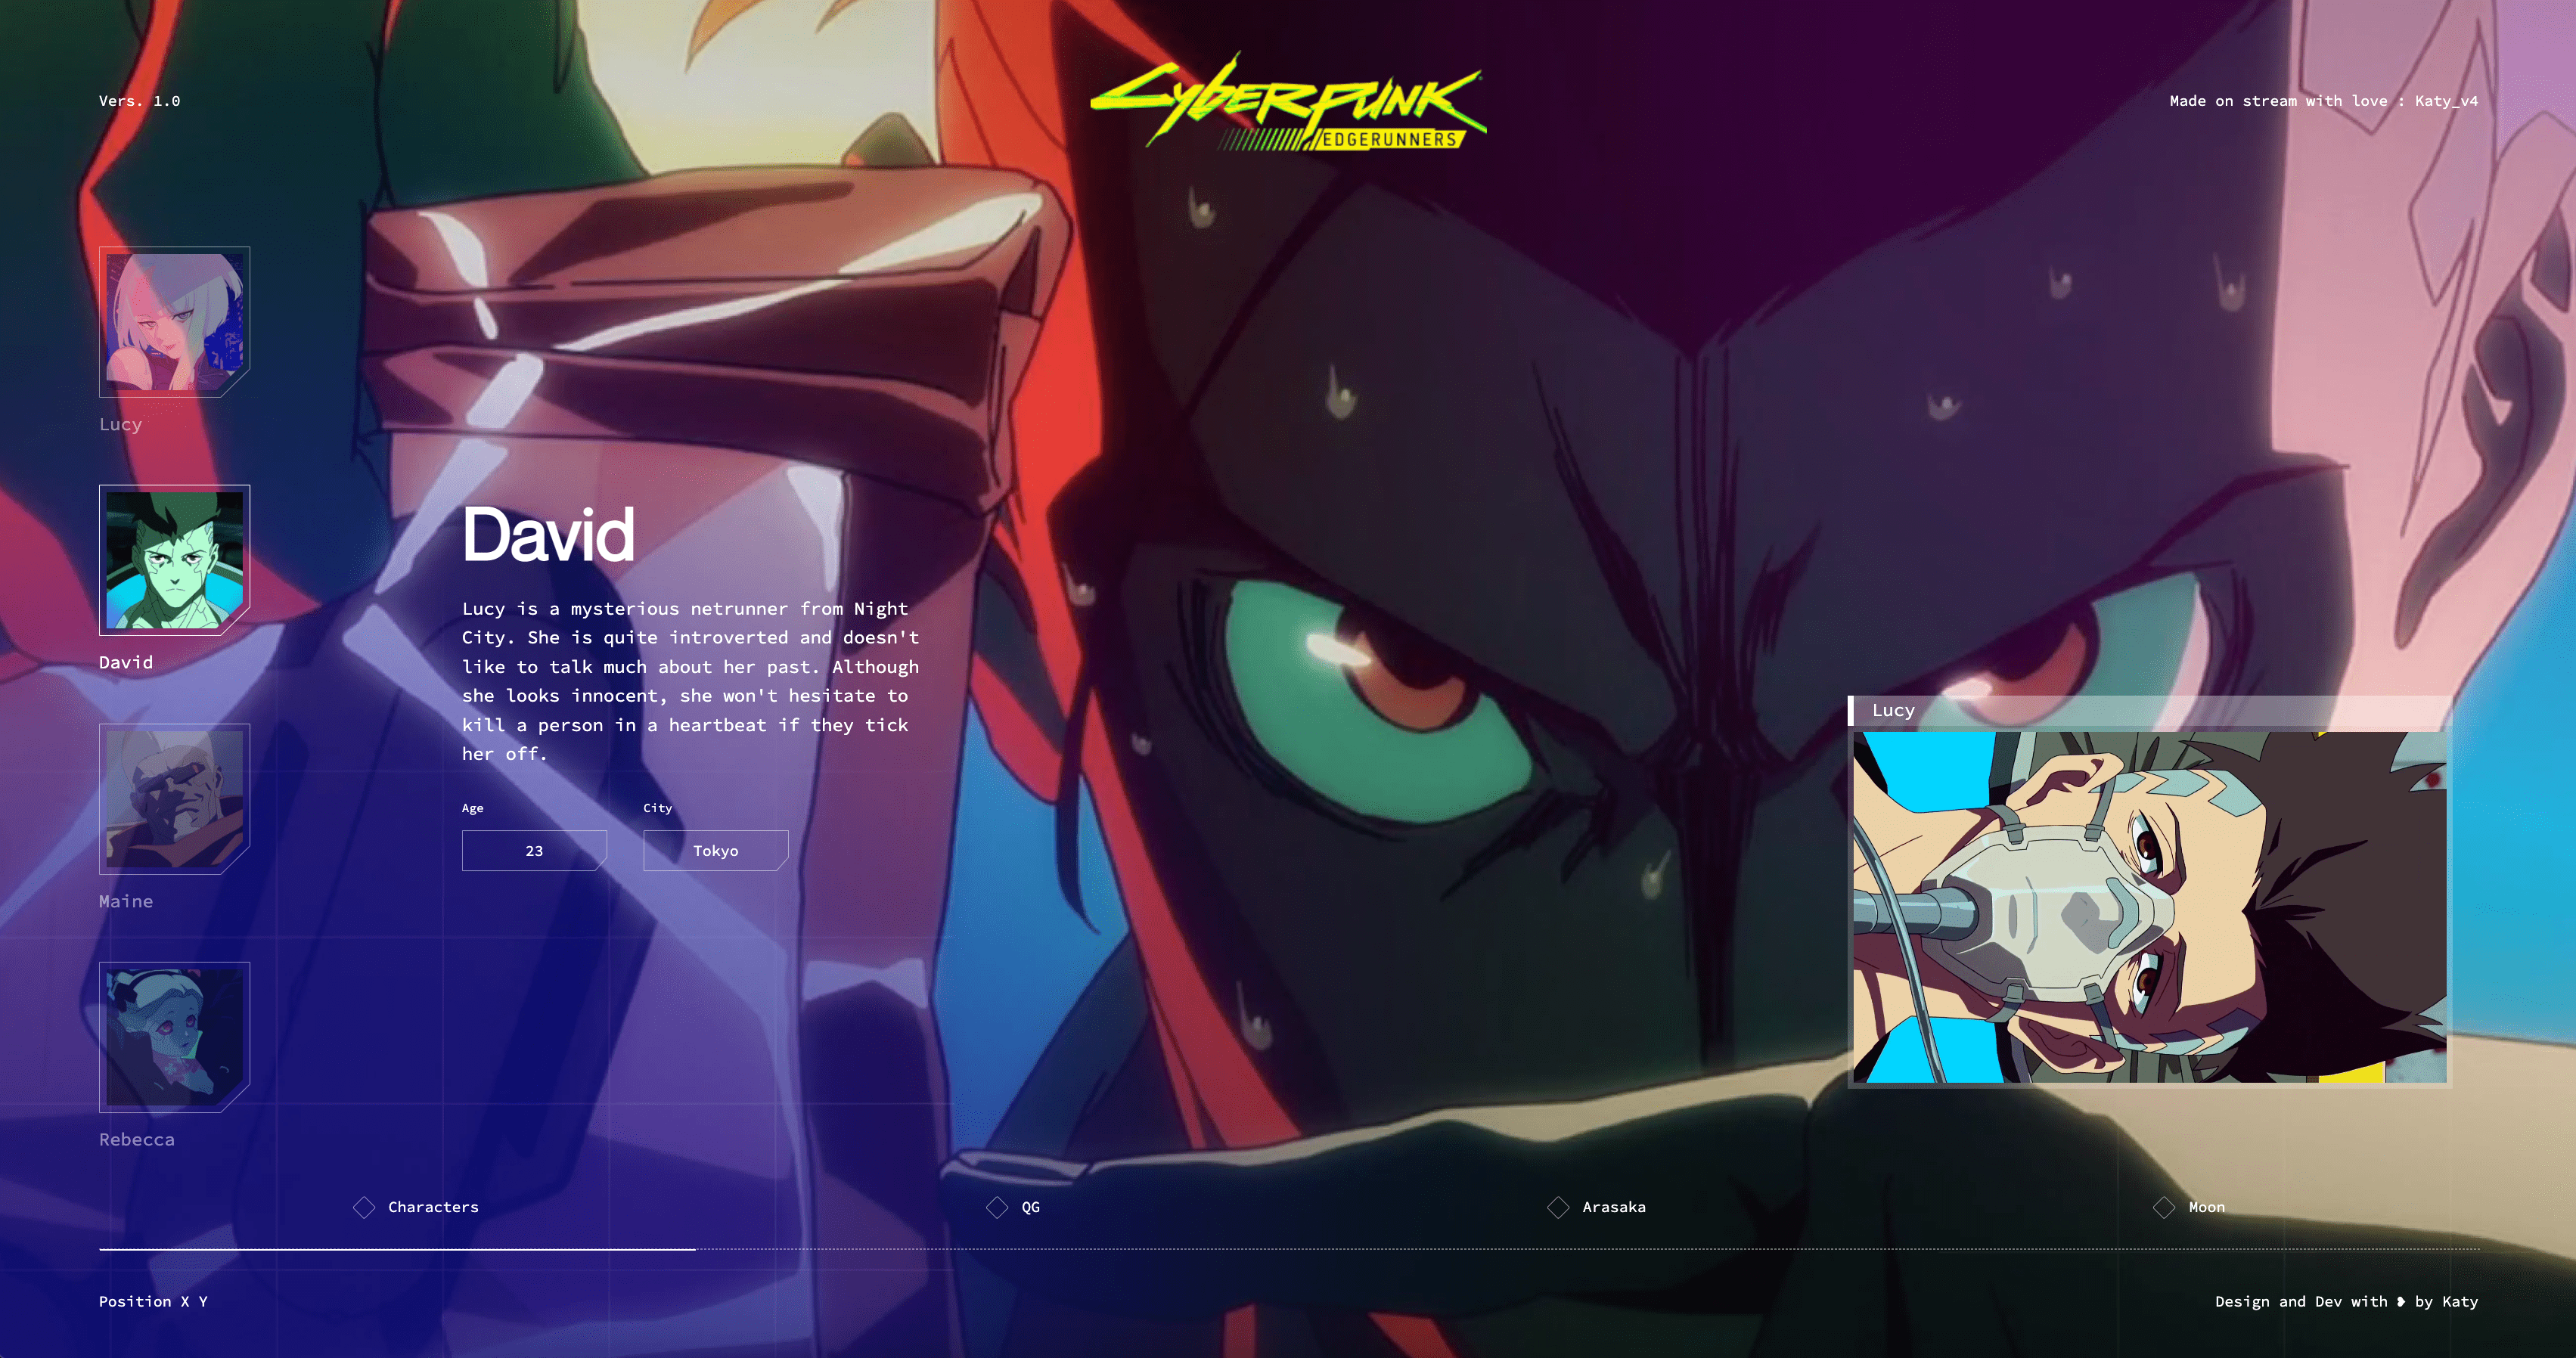 Vers. 1.0
CYBERPUNK
EDGERUNNERS
Made on stream with love : Katy_v4
Lucy
David
Maine
Rebecca
David
Lucy is a mysterious netrunner from Night
City. She is quite introverted and doesn't
like to talk much about her past. Although
she looks innocent, she won't hesitate to
kill a person in a heartbeat if they tick
her off.
Age
City
23
Tokyo
Lucy
Characters
QG
Arasaka
Moon
Position X Y
Design and Dev with ❥ by Katy